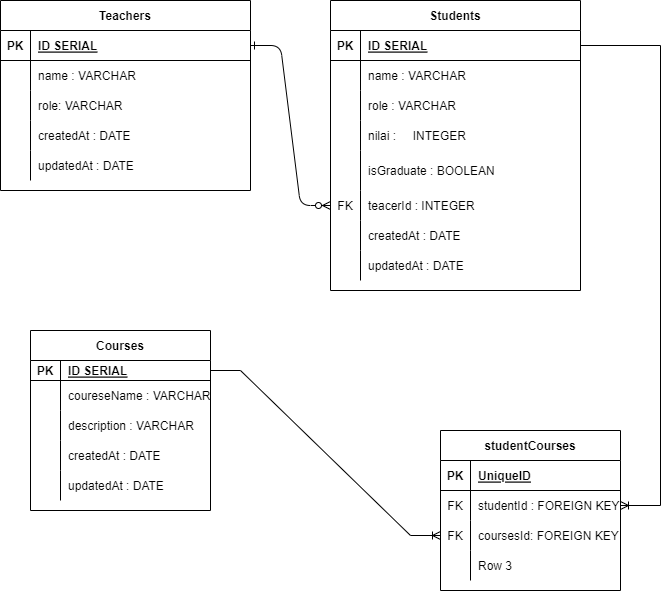 Teachers
PK ID SERIAL
name : VARCHAR
role: VARCHAR
createdAt : DATE
updatedAt : DATE
Students
PK ID SERIAL
name : VARCHAR
role : VARCHAR
nilai : INTEGER
isGraduate : BOOLEAN
FK teacerId : INTEGER
createdAt : DATE
updatedAt : DATE
Courses
PK ID SERIAL
coureseName : VARCHAR
description : VARCHAR
createdAt : DATE
updatedAt : DATE
studentCourses
PK UniqueID
FK studentId : FOREIGN KEY
FK coursesId: FOREIGN KEY
Row 3